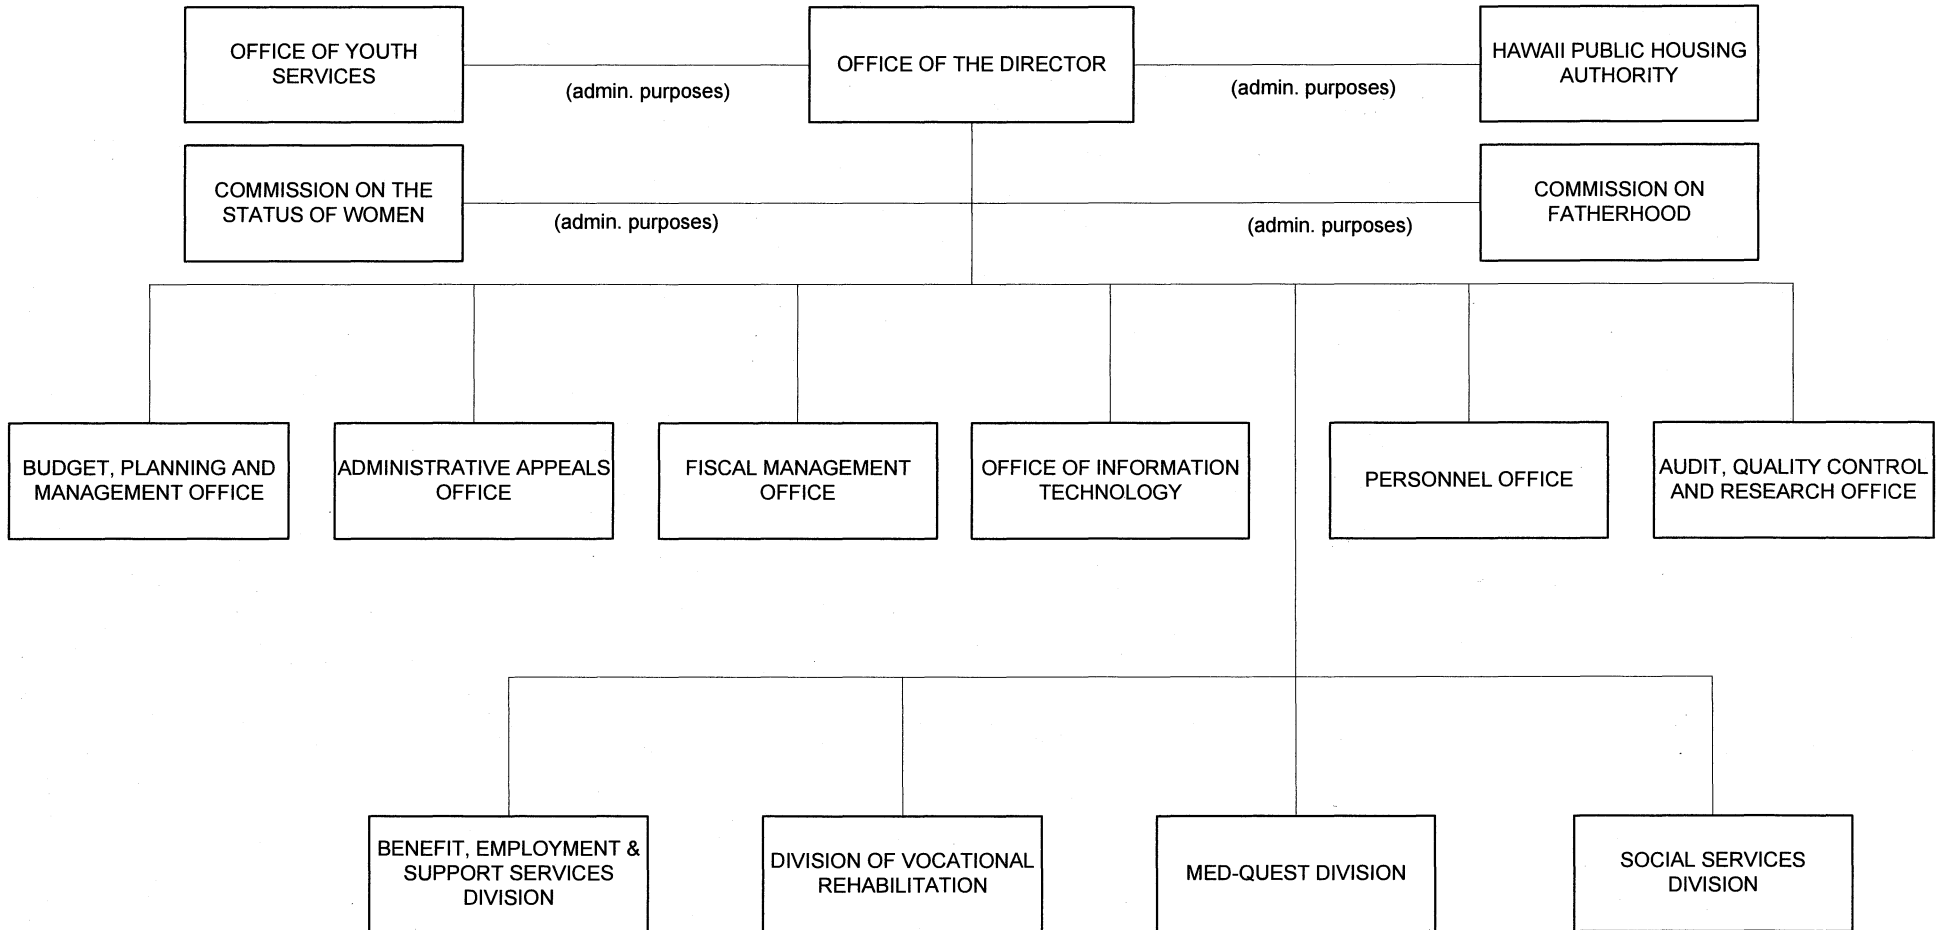 OFFICE OF YOUTH
SERVICES
(admin. purposes)
OFFICE OF THE DIRECTOR
(admin. purposes)
HAWAII PUBLIC HOUSING
AUTHORITY
COMMISSION ON THE
STATUS OF WOMEN
(admin. purposes)
(admin. purposes)
COMMISSION ON
FATHERHOOD
BUDGET, PLANNING AND
MANAGEMENT OFFICE
ADMINISTRATIVE APPEALS
OFFICE
FISCAL MANAGEMENT
OFFICE
OFFICE OF INFORMATION
TECHNOLOGY
PERSONNEL OFFICE
AUDIT, QUALITY CONTROL
AND RESEARCH OFFICE
BENEFIT, EMPLOYMENT &
SUPPORT SERVICES
DIVISION
DIVISION OF VOCATIONAL
REHABILITATION
MED-QUEST DIVISION
SOCIAL SERVICES
DIVISION